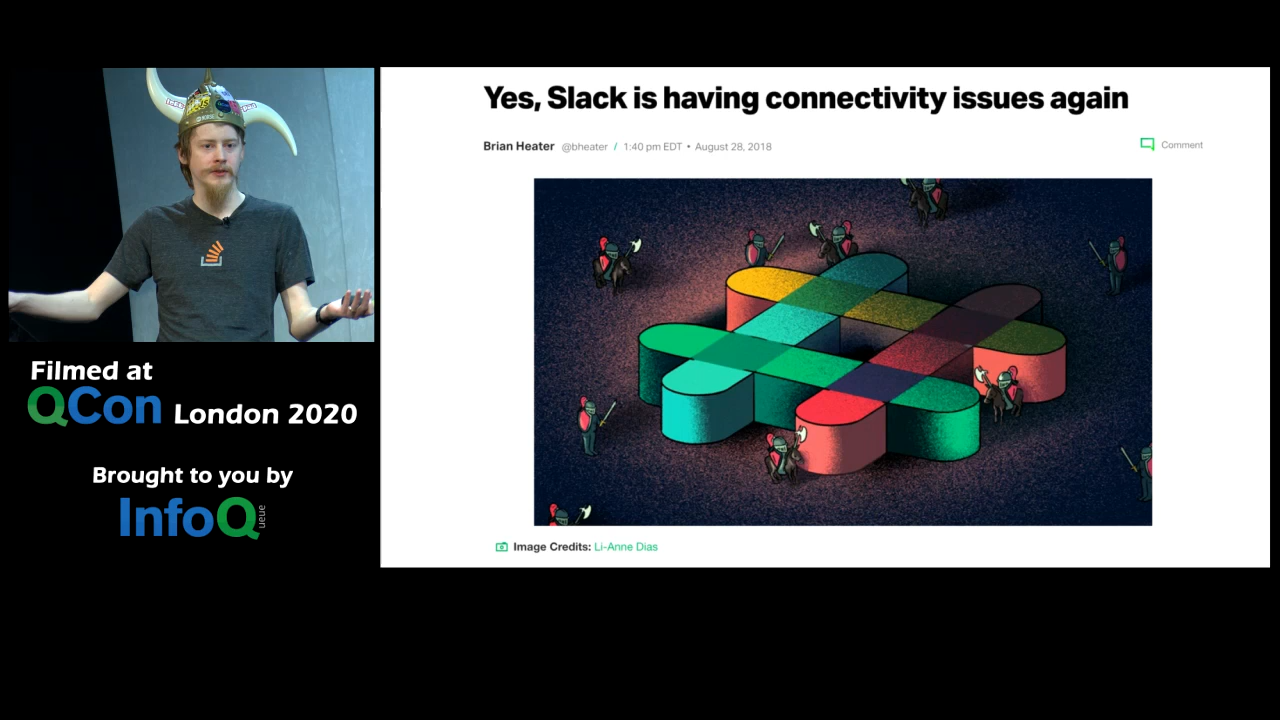 Filmed at
QCon London 2020
Brought to you by
InfoQ
ueue
Yes, Slack is having connectivity issues again
Brian Heater @bheater / 1:40 pm EDT • August 28, 2018
Comment
Image Credits: Li-Anne Dias